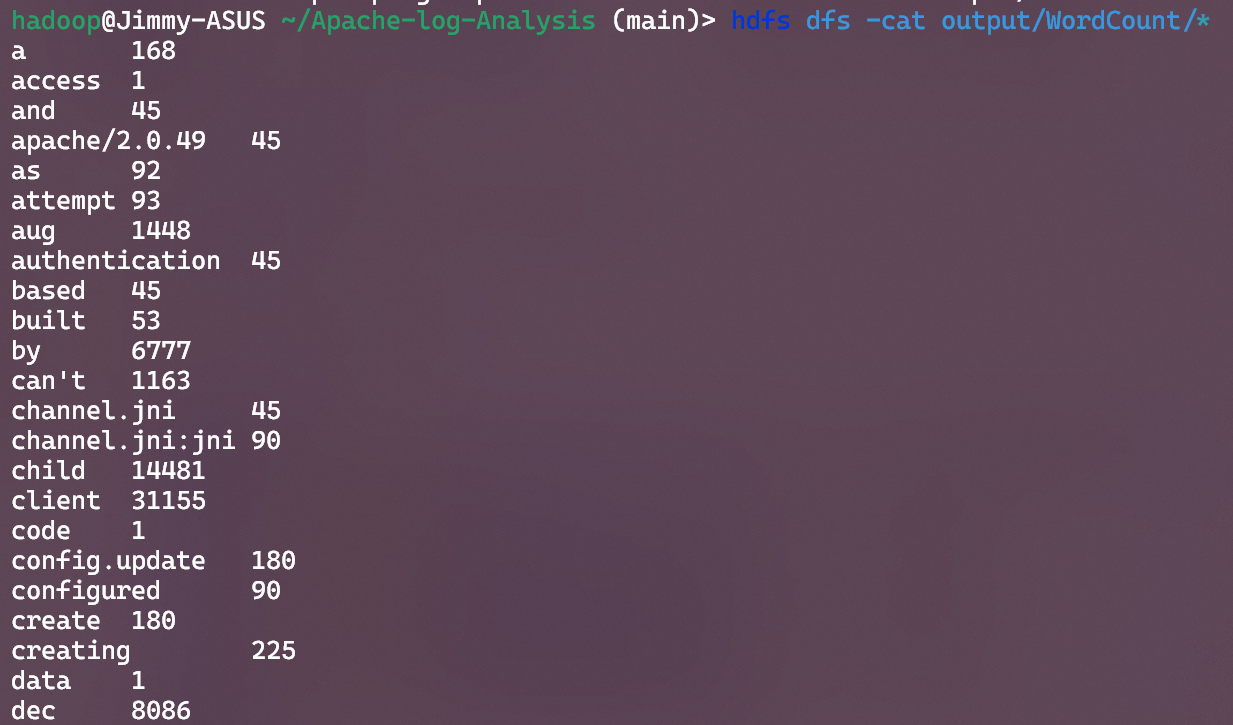 hadoop@Jimmy-ASUS ~/Apache-log-Analysis (main)> hdfs dfs -cat output/WordCount/*
a 168
access 1
and 45
apache/2.0.49 45
as 92
attempt 93
aug 1448
authentication 45
based 45
built 53
by 6777
can't 1163
channel.jni 45
channel.jni:jni 90
child 14481
client 31155
code 1
config.update 180
configured 90
create 180
creating 225
data 1
dec 8086